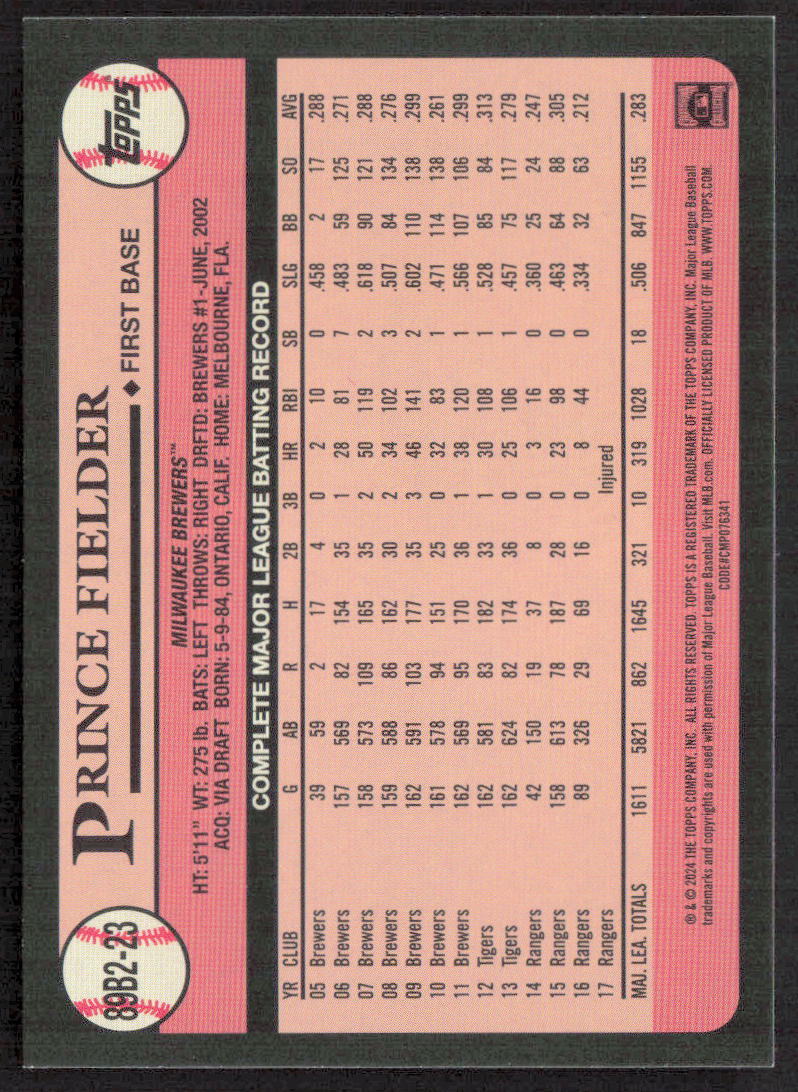 89B2-23
PRINCE FIELDER
♦ FIRST BASE
Topps®
MILWAUKEE BREWERS™
HT: 5'11" WT: 275 lb. BATS: LEFT THROWS: RIGHT DRFTD: BREWERS #1-JUNE, 2002
ACQ: VIA DRAFT BORN: 5-9-84, ONTARIO, CALIF. HOME: MELBOURNE, FLA.
COMPLETE MAJOR LEAGUE BATTING RECORD
YR CLUB G AB R H 2B 3B HR RBI SB SLG BB SO AVG
05 Brewers 39 59 2 17 4 0 2 10 0 .458 2 17 .288
06 Brewers 157 569 82 154 35 1 28 81 7 .483 59 125 .271
07 Brewers 158 573 109 165 35 2 50 119 2 .618 90 121 .288
08 Brewers 159 588 86 162 30 2 34 102 3 .507 84 134 .276
09 Brewers 162 591 103 177 35 3 46 141 2 .602 110 138 .299
10 Brewers 161 578 94 151 25 0 32 83 1 .471 114 138 .261
11 Brewers 162 569 95 170 36 1 38 120 1 .566 107 106 .299
12 Tigers 162 581 83 182 33 1 30 108 1 .528 85 84 .313
13 Tigers 162 624 82 174 36 0 25 106 1 .457 75 117 .279
14 Rangers 42 150 19 37 8 0 3 16 0 .360 25 24 .247
15 Rangers 158 613 78 187 28 0 23 98 0 .463 64 88 .305
16 Rangers 89 326 29 69 16 0 8 44 0 .334 32 63 .212
17 Rangers Injured
MAJ. LEA. TOTALS 1611 5821 862 1645 321 10 319 1028 18 .506 847 1155 .283
® & © 2024 THE TOPPS COMPANY, INC. ALL RIGHTS RESERVED. TOPPS IS A REGISTERED TRADEMARK OF THE TOPPS COMPANY, INC. Major League Baseball
trademarks and copyrights are used with permission of Major League Baseball. Visit MLB.com. OFFICIALLY LICENSED PRODUCT OF MLB. WWW.TOPPS.COM.
CODE#CMP076341